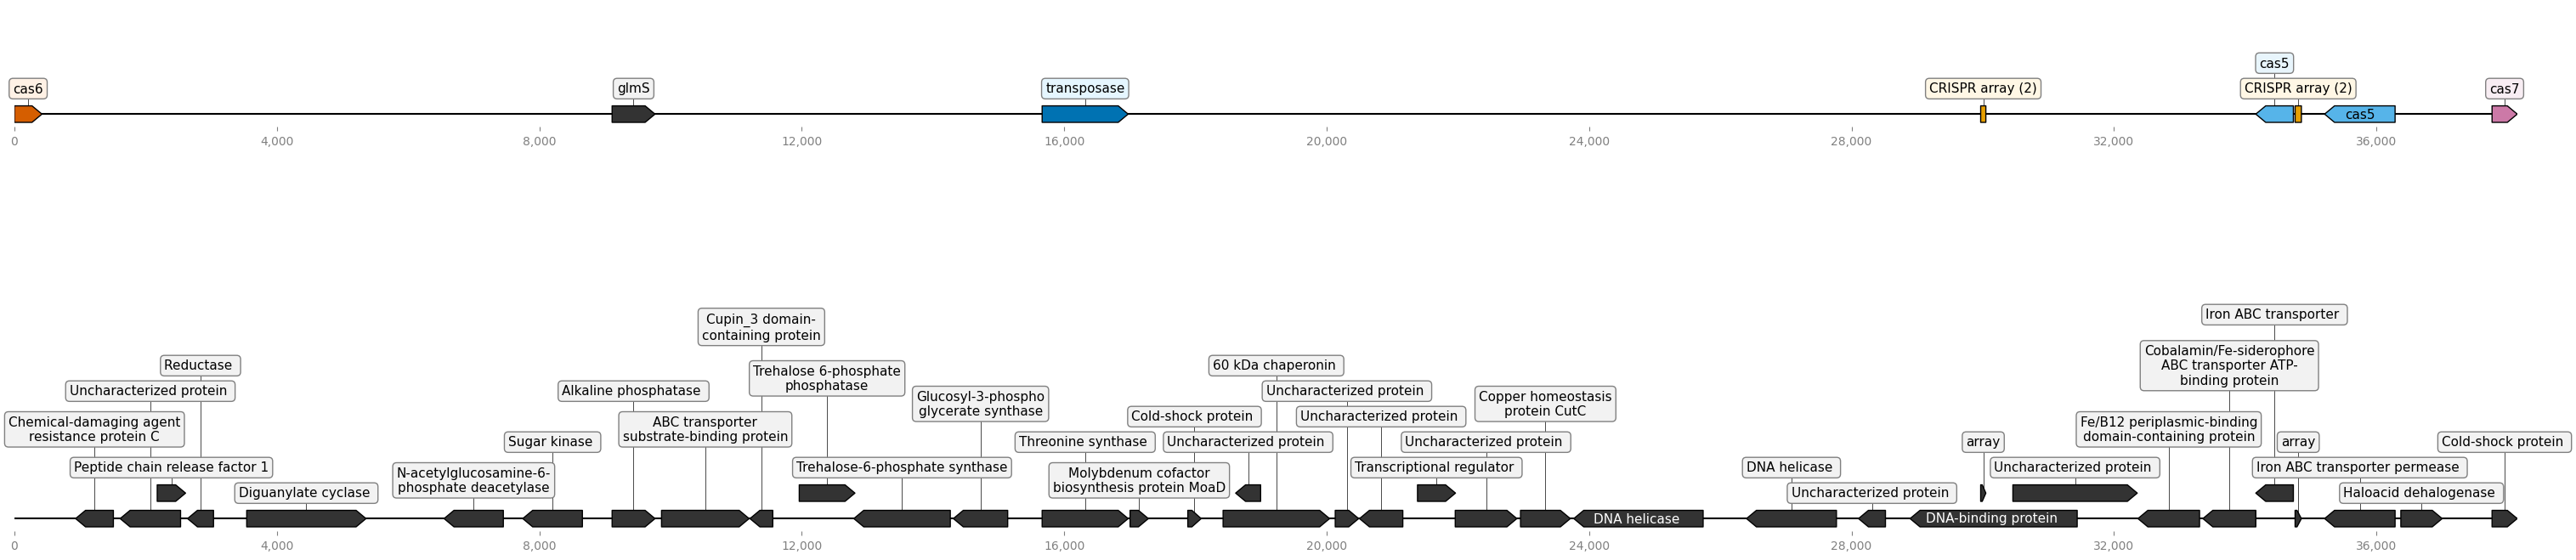 cas5
cas6
glmS
transposase
CRISPR array (2)
CRISPR array (2)
cas7
cas5
0
4,000
8,000
12,000
16,000
20,000
24,000
28,000
32,000
36,000
Iron ABC transporter
Cupin_3 domain-
containing protein
Reductase
60 kDa chaperonin
Cobalamin/Fe-siderophore
ABC transporter ATP-
binding protein
Trehalose 6-phosphate
phosphatase
Uncharacterized protein
Alkaline phosphatase
Uncharacterized protein
Glucosyl-3-phospho
glycerate synthase
Copper homeostasis
protein CutC
Cold-shock protein
Uncharacterized protein
Chemical-damaging agent
resistance protein C
ABC transporter
substrate-binding protein
Fe/B12 periplasmic-binding
domain-containing protein
Sugar kinase
Threonine synthase
Uncharacterized protein
Uncharacterized protein
array
array
Cold-shock protein
Peptide chain release factor 1
Trehalose-6-phosphate synthase
Transcriptional regulator
DNA helicase
Uncharacterized protein
Iron ABC transporter permease
N-acetylglucosamine-6-
phosphate deacetylase
Molybdenum cofactor
biosynthesis protein MoaD
Diguanylate cyclase
Uncharacterized protein
Haloacid dehalogenase
DNA helicase
DNA-binding protein
0
4,000
8,000
12,000
16,000
20,000
24,000
28,000
32,000
36,000